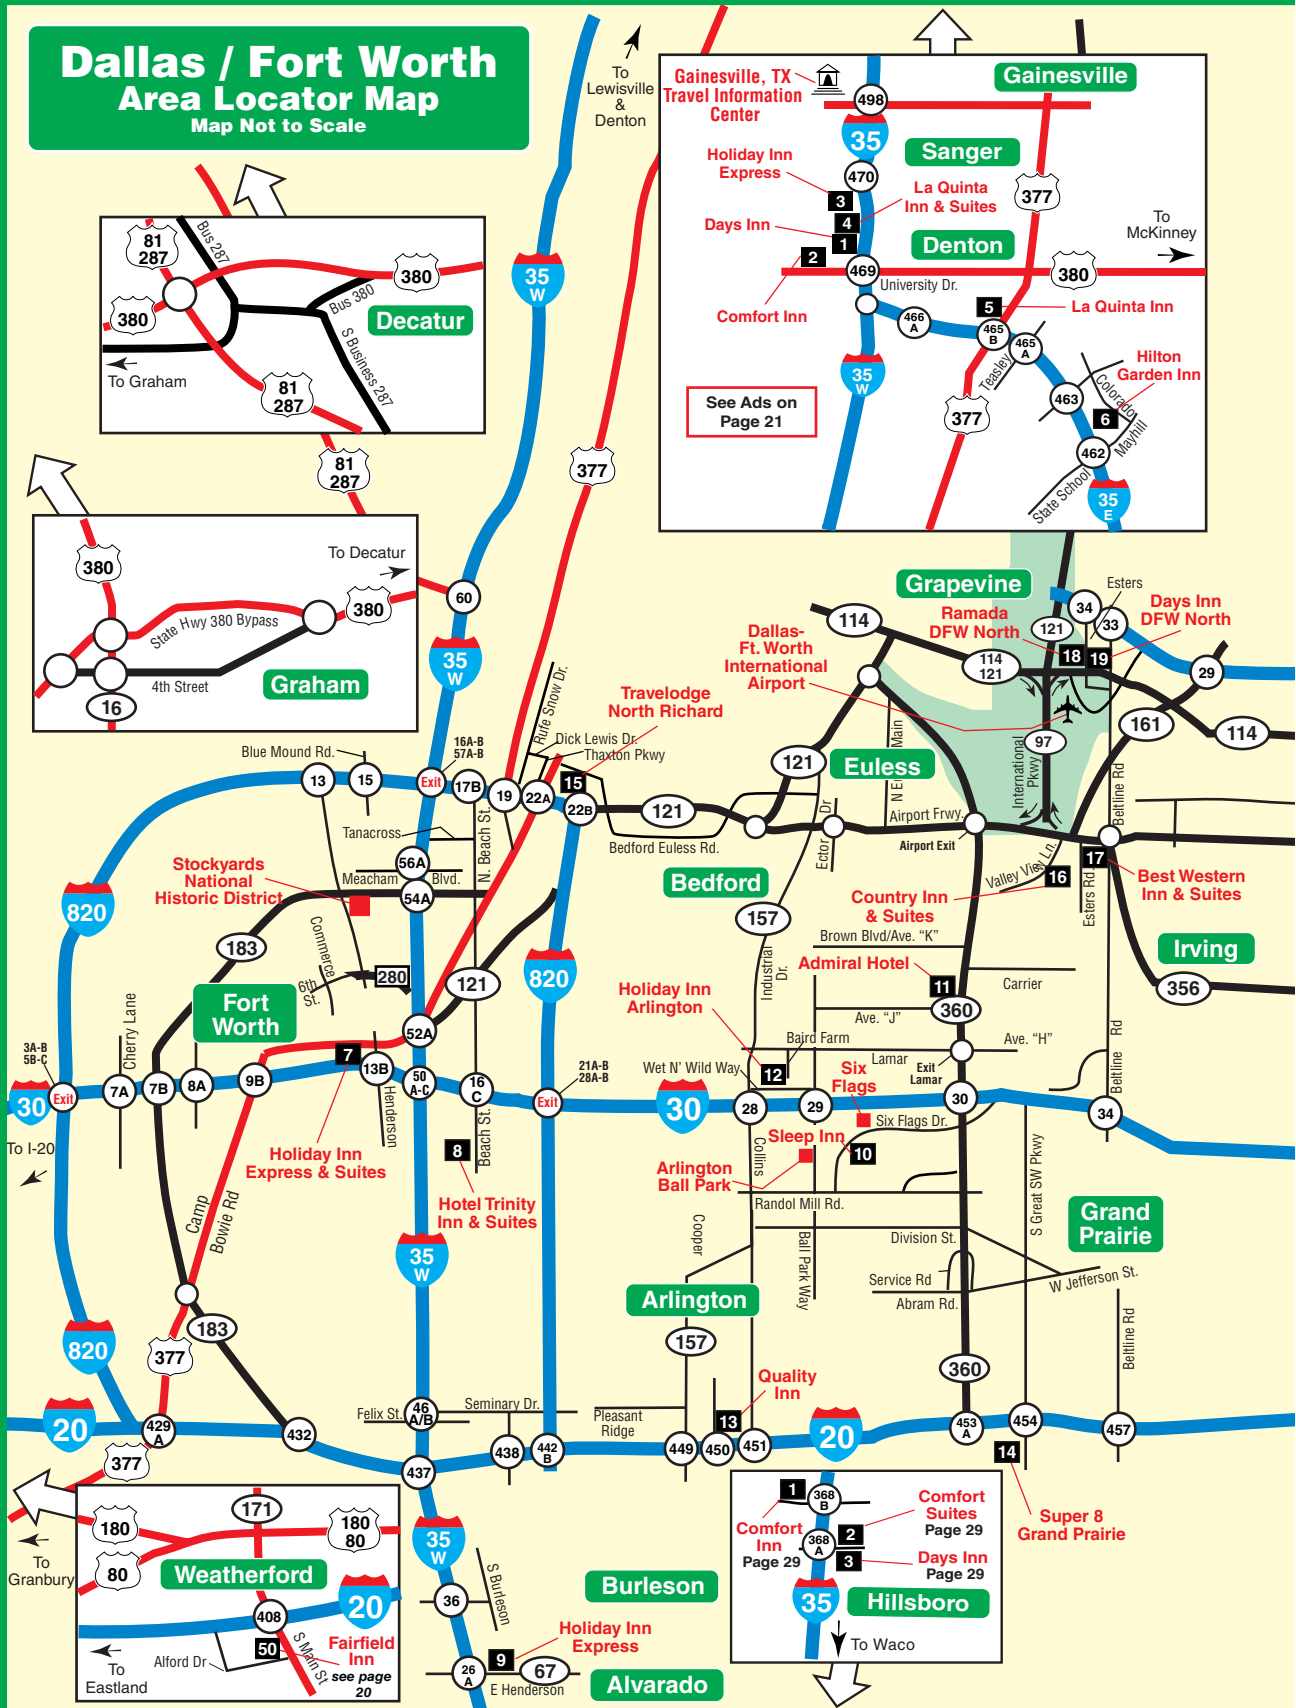 Dallas / Fort Worth
Area Locator Map
Map Not to Scale
To
Lewisville
&
Denton
Gainesville, TX
Travel Information
Center
498
Gainesville
35
Sanger
Holiday Inn
Express
470
3
La Quinta
Inn & Suites
377
4
Days Inn
1
Denton
To
McKinney
2
469
380
University Dr.
Comfort Inn
5
La Quinta Inn
466
A
465
B
465
A
Teasley
Hilton
Garden Inn
35
W
See Ads on
Page 21
377
463
Colorado
6
Mayhill
462
State School
35
E
81
287
Bus 287
380
380
Bus 380
Decatur
S Business 287
To Graham
81
287
81
287
35
W
377
To Decatur
380
380
State Hwy 380 Bypass
4th Street
Graham
16
60
35
W
Grapevine
Esters
34
33
Ramada
DFW North
Days Inn
DFW North
121
114
18
19
114
121
29
Dallas-
Ft. Worth
International
Airport
161
114
97
International
Pkwy
Beltline Rd
Travelodge
North Richard
Rufe Snow Dr.
Dick Lewis Dr.
Thaxton Pkwy
16A-B
57A-B
Blue Mound Rd.
13
15
Exit
17B
19
22A
15
22B
121
121
Euless
N E Main
Airport Frwy.
Airport Exit
Ector Dr
Bedford Euless Rd.
Tanacross
N. Beach St.
56A
Meacham Blvd.
54A
Stockyards
National
Historic District
820
Bedford
157
Valley View Ln.
16
17
Esters Rd
Best Western
Inn & Suites
Country Inn
& Suites
Brown Blvd/Ave. "K"
Irving
183
Commerce
6th
St.
280
121
820
Industrial
Dr.
Admiral Hotel
11
Carrier
356
Holiday Inn
Arlington
360
Ave. "J"
Fort
Worth
52A
Baird Farm
Lamar
Ave. "H"
Exit
Lamar
Beltline Rd
3A-B
5B-C
Cherry Lane
7
13B
50
A-C
16
C
21A-B
28A-B
Wet N' Wild Way
12
Six
Flags
30
Exit
7A
7B
8A
9B
Henderson
Exit
30
28
29
30
34
To I-20
Beach St.
8
Six Flags Dr.
Sleep Inn
10
Holiday Inn
Express & Suites
Hotel Trinity
Inn & Suites
Collins
Arlington
Ball Park
Randol Mill Rd.
S Great SW Pkwy
Grand
Prairie
Camp
Bowie Rd
Cooper
Ball Park Way
Division St.
35
W
Service Rd
Abram Rd.
W Jefferson St.
Arlington
183
820
377
157
360
Beltline Rd
Quality
Inn
20
429
A
432
Felix St.
46
A/B
Seminary Dr.
Pleasant
Ridge
13
20
453
A
454
457
438
442
B
449
450
451
14
377
437
Super 8
Grand Prairie
To
Granbury
180
171
180
80
80
Weatherford
20
408
50
Fairfield
Inn
see page
20
Alford Dr
S Main St
To
Eastland
35
W
S Burleson
36
Burleson
Holiday Inn
Express
9
67
26
A
E Henderson
Alvarado
1
368
B
Comfort
Inn
Page 29
Comfort
Suites
Page 29
2
368
A
3
Days Inn
Page 29
35
Hillsboro
To Waco